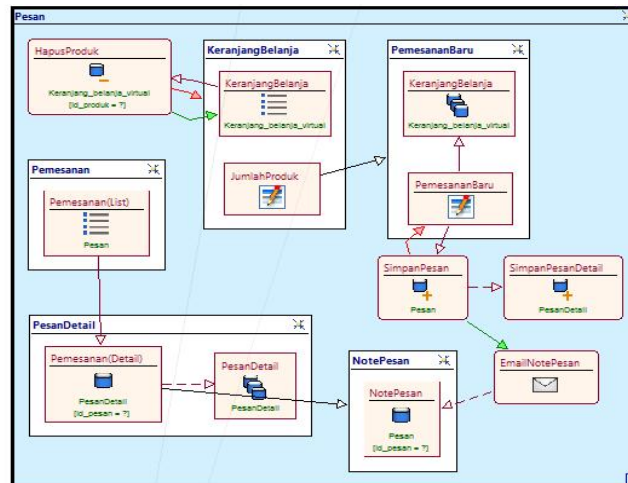 Pesan
HapusProduk
Keranjang_belanja_virtual
[id_produk = ?]
KeranjangBelanja
KeranjangBelanja
Keranjang_belanja_virtual
JumlahProduk
PemesananBaru
KeranjangBelanja
Keranjang_belanja_virtual
PemesananBaru
Pemesanan
Pemesanan(List)
Pesan
SimpanPesan
Pesan
SimpanPesanDetail
PesanDetail
PesanDetail
Pemesanan(Detail)
PesanDetail
[id_pesan = ?]
PesanDetail
PesanDetail
NotePesan
NotePesan
Pesan
[id_pesan = ?]
EmailNotePesan